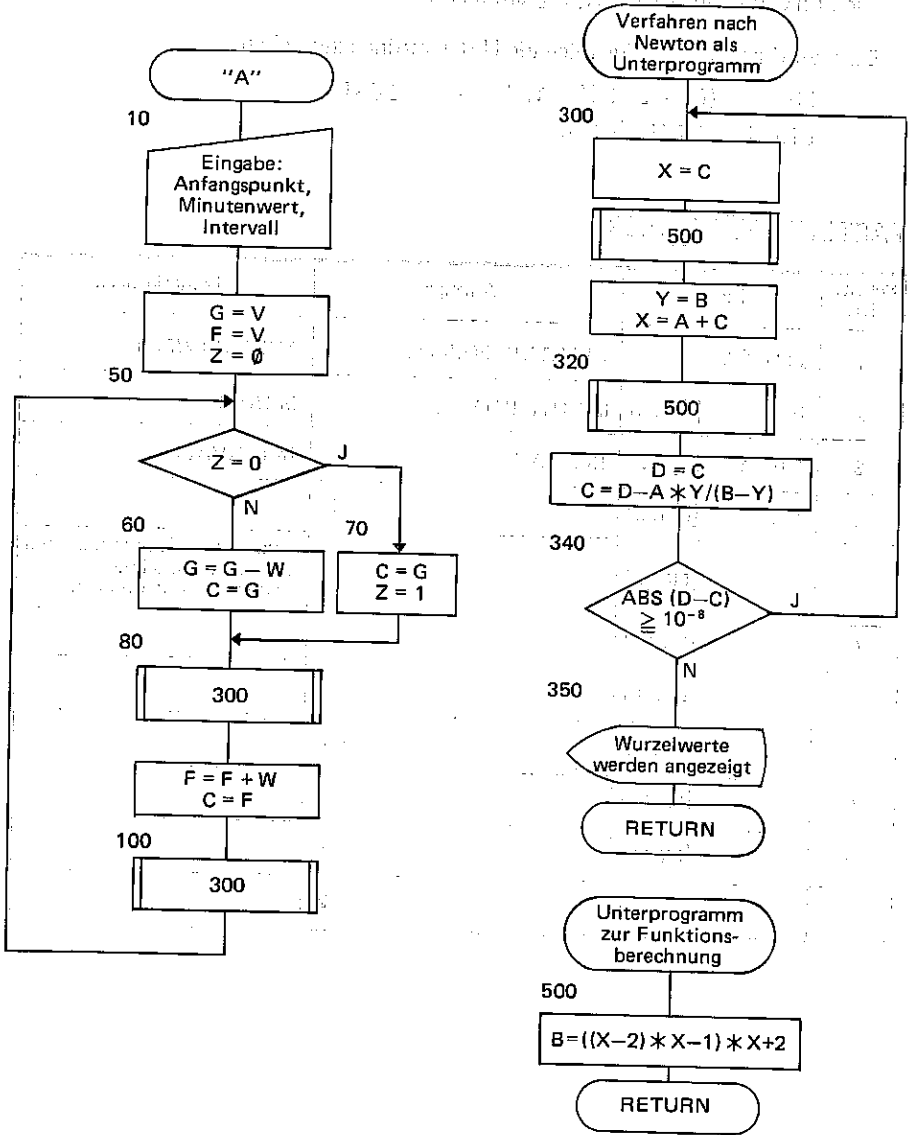 "A"
10
Eingabe:
Anfangspunkt,
Minutenwert,
Intervall
G = V
F = V
Z = Ø
50
Z = 0
J
N
60
G = G – W
C = G
70
C = G
Z = 1
80
300
F = F + W
C = F
100
300
Verfahren nach
Newton als
Unterprogramm
300
X = C
500
Y = B
X = A + C
320
500
D = C
C = D–A ∗ Y/(B–Y)
340
ABS (D–C)
≧ 10⁻⁸
J
N
350
Wurzelwerte
werden angezeigt
RETURN
Unterprogramm
zur Funktions-
berechnung
500
B=((X–2) ∗ X–1) ∗ X+2
RETURN